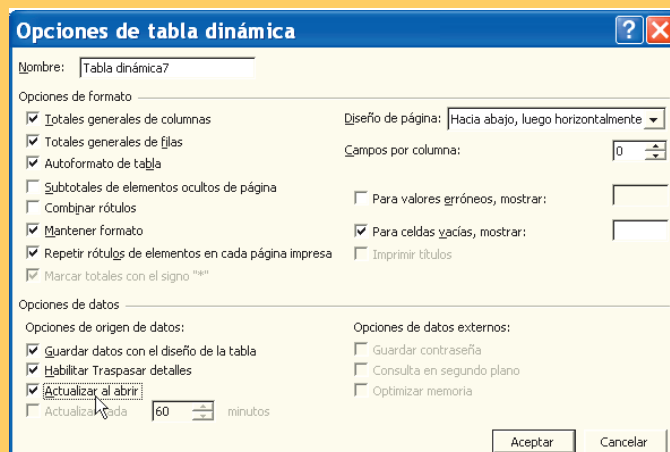 Opciones de tabla dinámica
Nombre: Tabla dinámica7
Opciones de formato
Totales generales de columnas
Totales generales de filas
Autoformato de tabla
Subtotales de elementos ocultos de página
Combinar rótulos
Mantener formato
Repetir rótulos de elementos en cada página impresa
Marcar totales con el signo "*"
Diseño de página: Hacia abajo, luego horizontalmente
Campos por columna: 0
Para valores erróneos, mostrar:
Para celdas vacías, mostrar:
Imprimir títulos
Opciones de datos
Opciones de origen de datos:
Guardar datos con el diseño de la tabla
Habilitar Traspasar detalles
Actualizar al abrir
Actualizar cada 60 minutos
Opciones de datos externos:
Guardar contraseña
Consulta en segundo plano
Optimizar memoria
Aceptar Cancelar